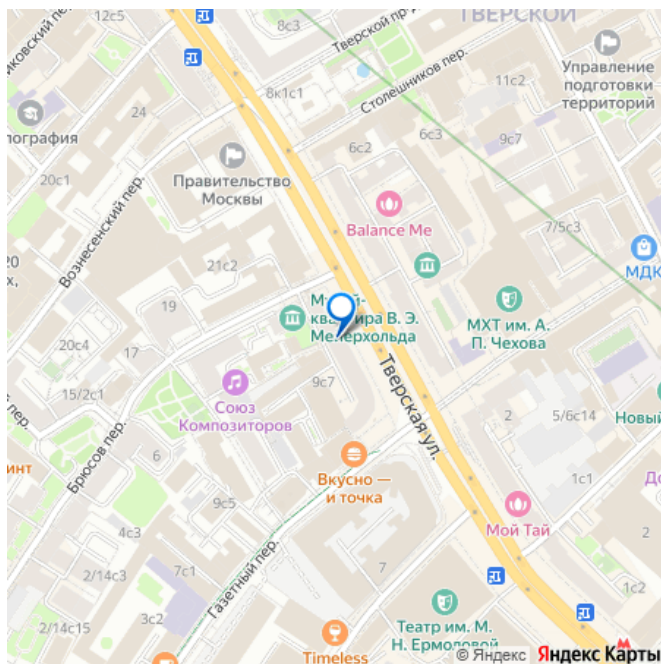 12с5
8с3
Тверской пр-д
ТВЕРСКОЙ
Управление
подготовки
территорий
8к1с1
Столешников пер.
11с2
24
6с3
9с7
6с2
Правительство
Москвы
20с1
Вознесенский пер.
Balance Me
7/5с3
МДК
21с2
19
20с4
квартира В. Э.
Мейерхольда
МХТ им. А.
П. Чехова
15/2с1
9с7
Союз
Композиторов
Тверская ул.
2
5/6с14
Новый
Брюсов пер.
6
Вкусно —
и точка
1с1
9с5
Мой Тай
4с3
Газетный пер.
2
2/14с3
7с1
7
1с2
3с2
2/14с15
Театр им. М.
Н. Ермоловой
Timeless
© Яндекс Яндекс Карты